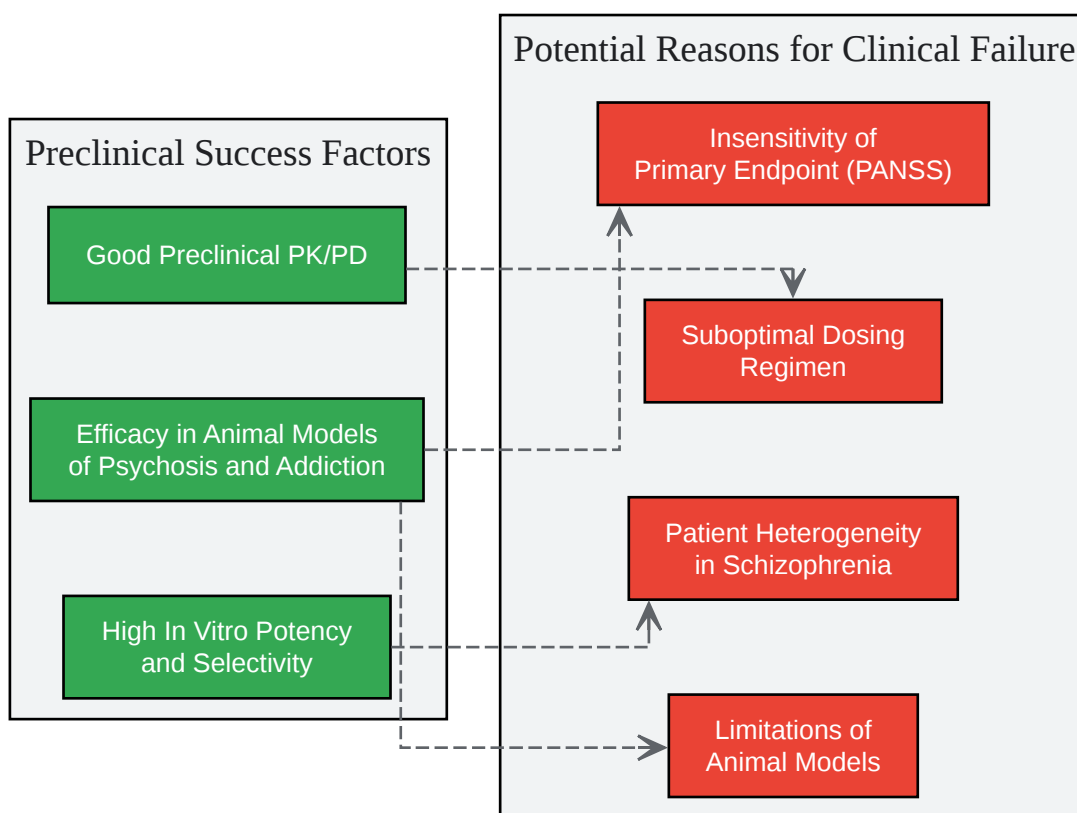 Preclinical Success Factors
Good Preclinical PK/PD
Efficacy in Animal Models
of Psychosis and Addiction
High In Vitro Potency
and Selectivity
Potential Reasons for Clinical Failure
Insensitivity of
Primary Endpoint (PANSS)
Suboptimal Dosing
Regimen
Patient Heterogeneity
in Schizophrenia
Limitations of
Animal Models